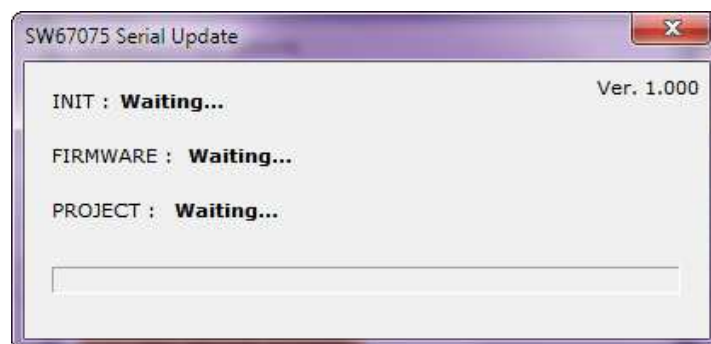 SW67075 Serial Update
Ver. 1.000
INIT : Waiting...
FIRMWARE : Waiting...
PROJECT : Waiting...